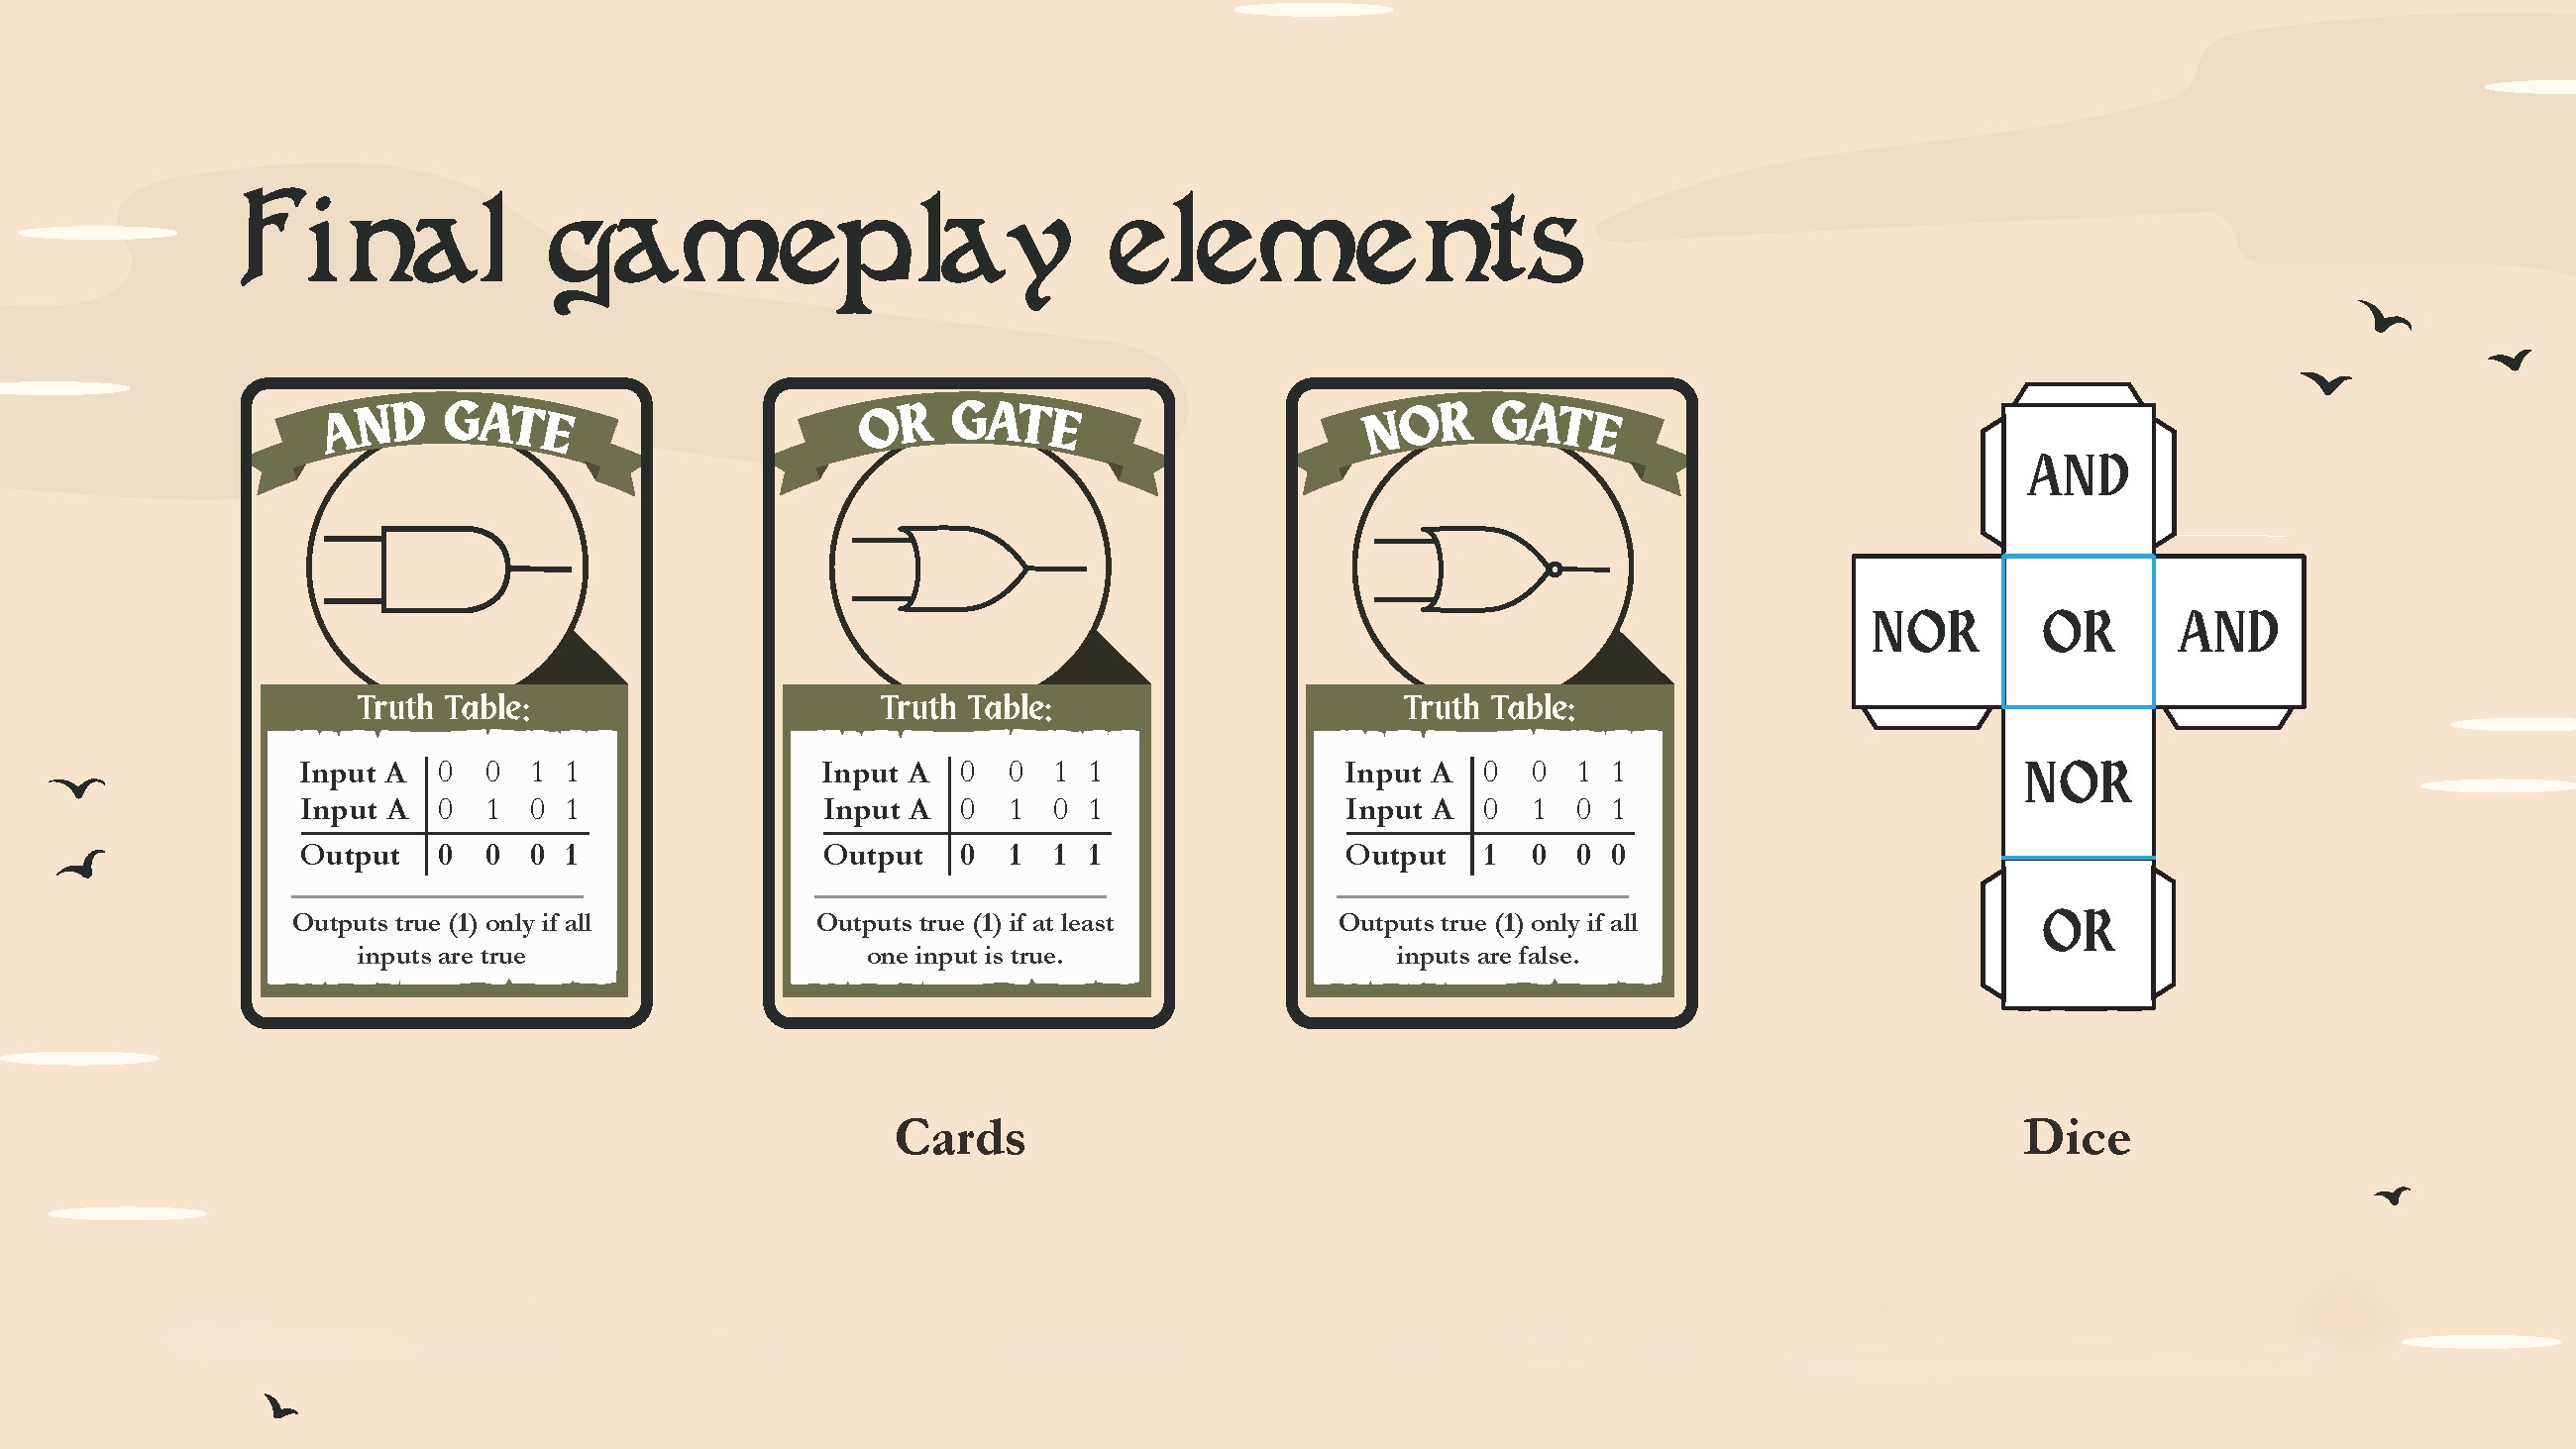 Final gameplay elements
AND GATE
Truth Table:
Input A 0 0 1 1
Input A 0 1 0 1
Output 0 0 0 1
Outputs true (1) only if all
inputs are true
OR GATE
Truth Table:
Input A 0 0 1 1
Input A 0 1 0 1
Output 0 1 1 1
Outputs true (1) if at least
one input is true.
NOR GATE
Truth Table:
Input A 0 0 1 1
Input A 0 1 0 1
Output 1 0 0 0
Outputs true (1) only if all
inputs are false.
Cards
AND
NOR OR AND
NOR
OR
Dice